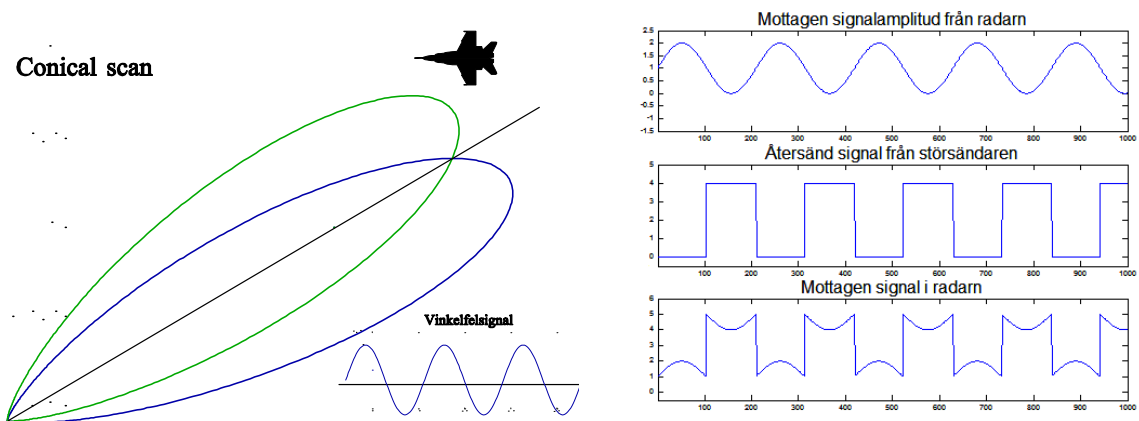 Conical scan
Vinkelfelsignal
Mottagen signalamplitud från radarn
2.5
2
1.5
1
0.5
0
-0.5
-1
-1.5
100 200 300 400 500 600 700 800 900 1000
Återsänd signal från störsändaren
5
4
3
2
1
0
100 200 300 400 500 600 700 800 900 1000
Mottagen signal i radarn
6
5
4
3
2
1
0
100 200 300 400 500 600 700 800 900 1000